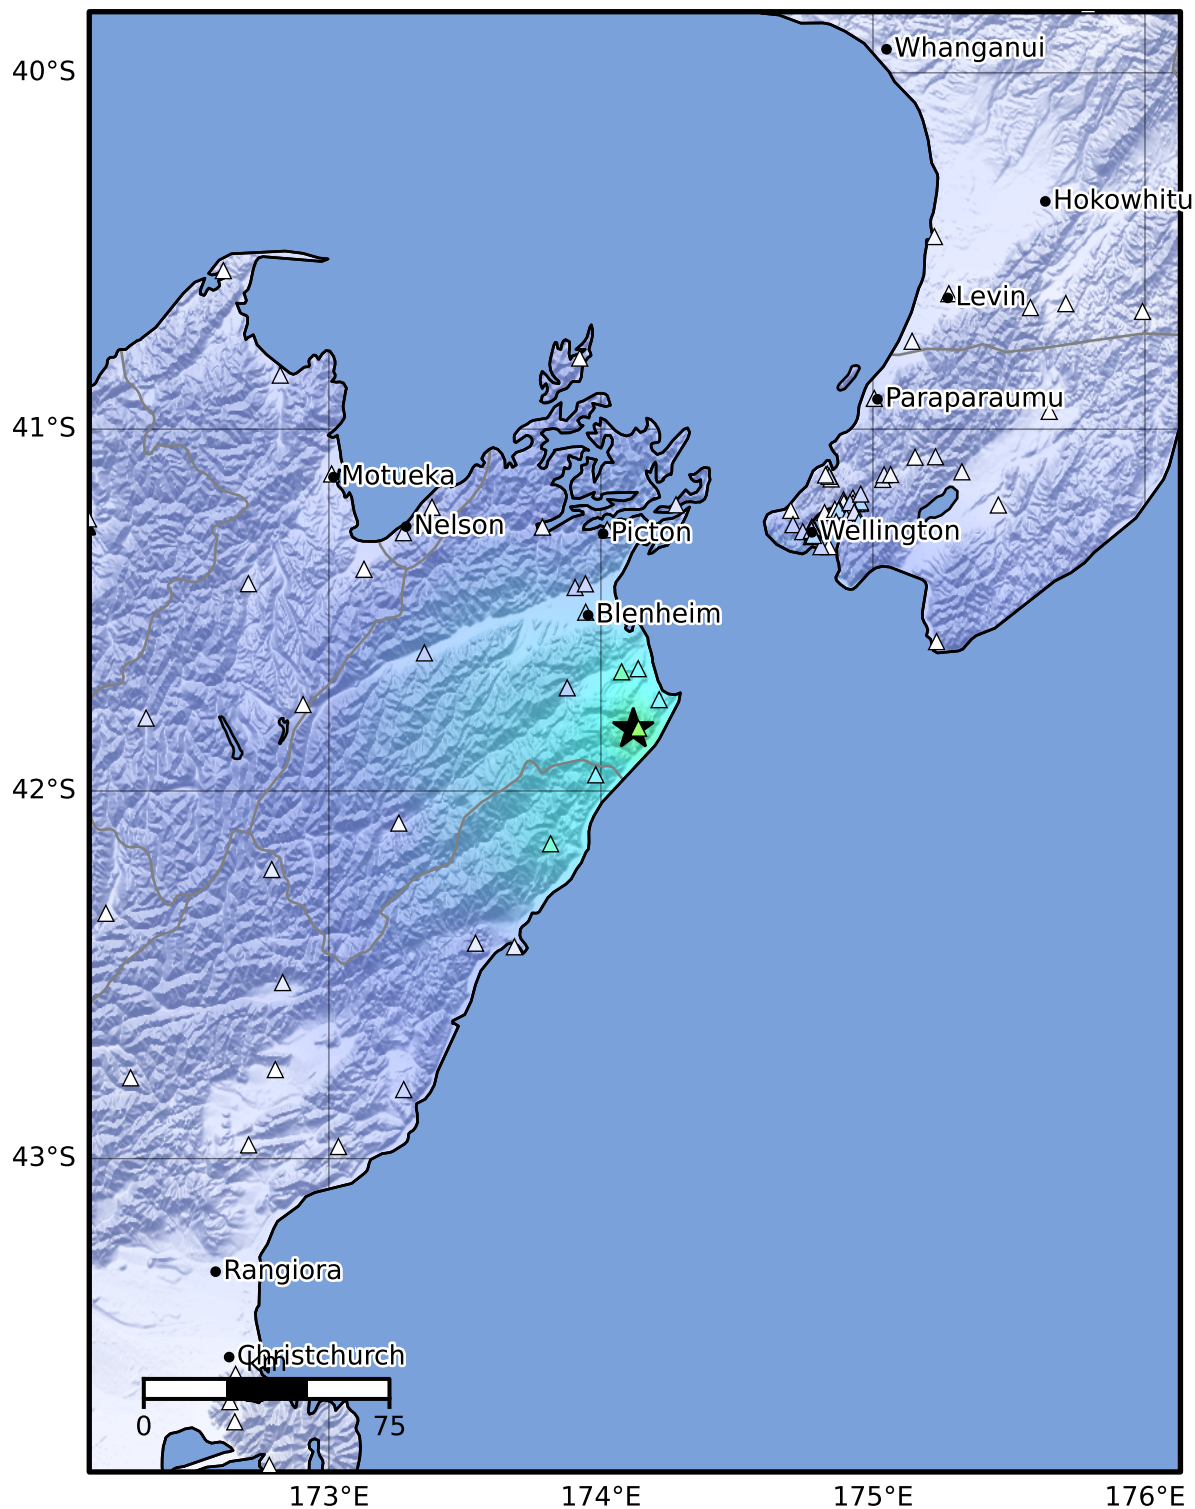 Whanganui
40°S
Hokowhitu
Levin
Paraparaumu
41°S
Motueka
Nelson
Picton
Wellington
Blenheim
42°S
43°S
Rangiora
Christchurch
km
0 75
173°E 174°E 175°E 176°E